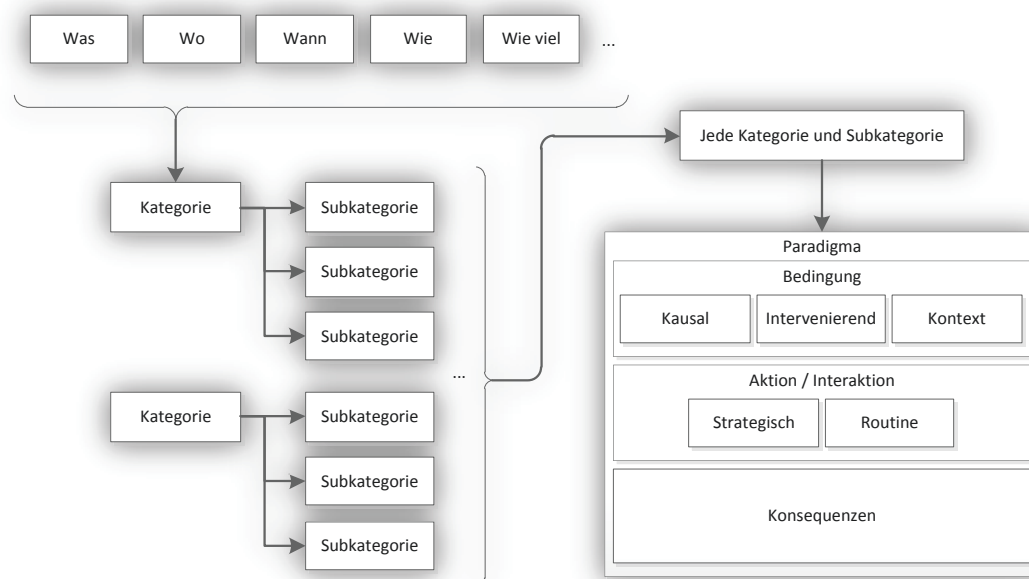 Was
Wo
Wann
Wie
Wie viel
...
Jede Kategorie und Subkategorie
Kategorie
Subkategorie
Subkategorie
Subkategorie
...
Kategorie
Subkategorie
Subkategorie
Subkategorie
Paradigma
Bedingung
Kausal
Intervenierend
Kontext
Aktion / Interaktion
Strategisch
Routine
Konsequenzen